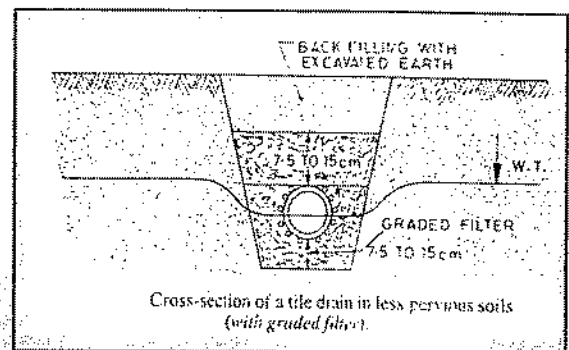 BACK FILLING WITH
EXCAVATED EARTH
7·5 TO 15cm
W.T.
GRADED FILTER
7·5 TO 15cm
Cross-section of a tile drain in less pervious soils
(with graded filter).